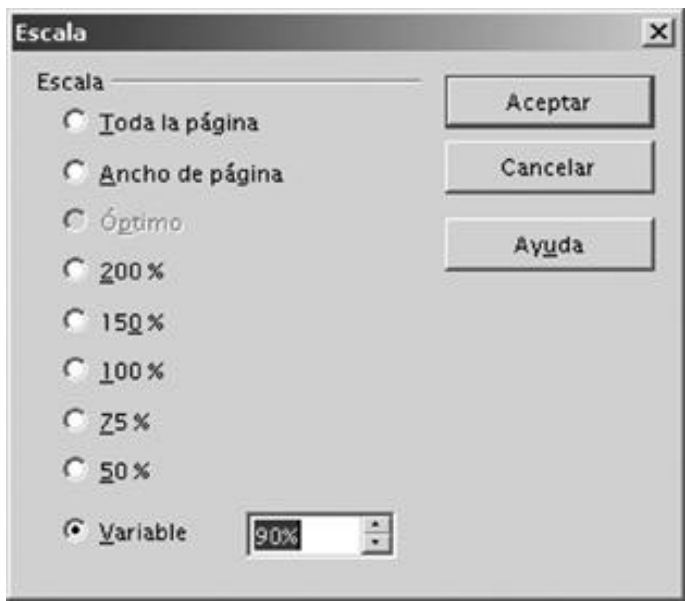 Escala
Escala
Toda la página
Ancho de página
Óptimo
200 %
150 %
100 %
75 %
50 %
Variable 90%
Aceptar
Cancelar
Ayuda